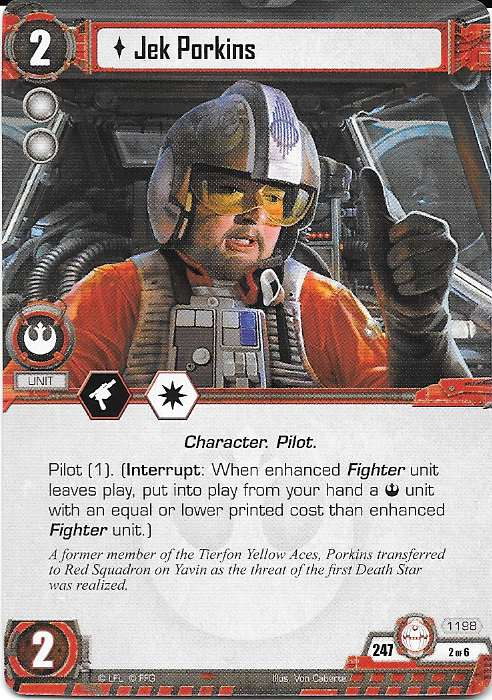 2
Jek Porkins
UNIT
Character. Pilot.
Pilot (1). (Interrupt: When enhanced Fighter unit
leaves play, put into play from your hand a unit
with an equal or lower printed cost than enhanced
Fighter unit.)
A former member of the Tierfon Yellow Aces, Porkins transferred
to Red Squadron on Yavin as the threat of the first Death Star
was realized.
2
© LFL © FFG
Illus. Von Caberte
247
1198
2 OF 6